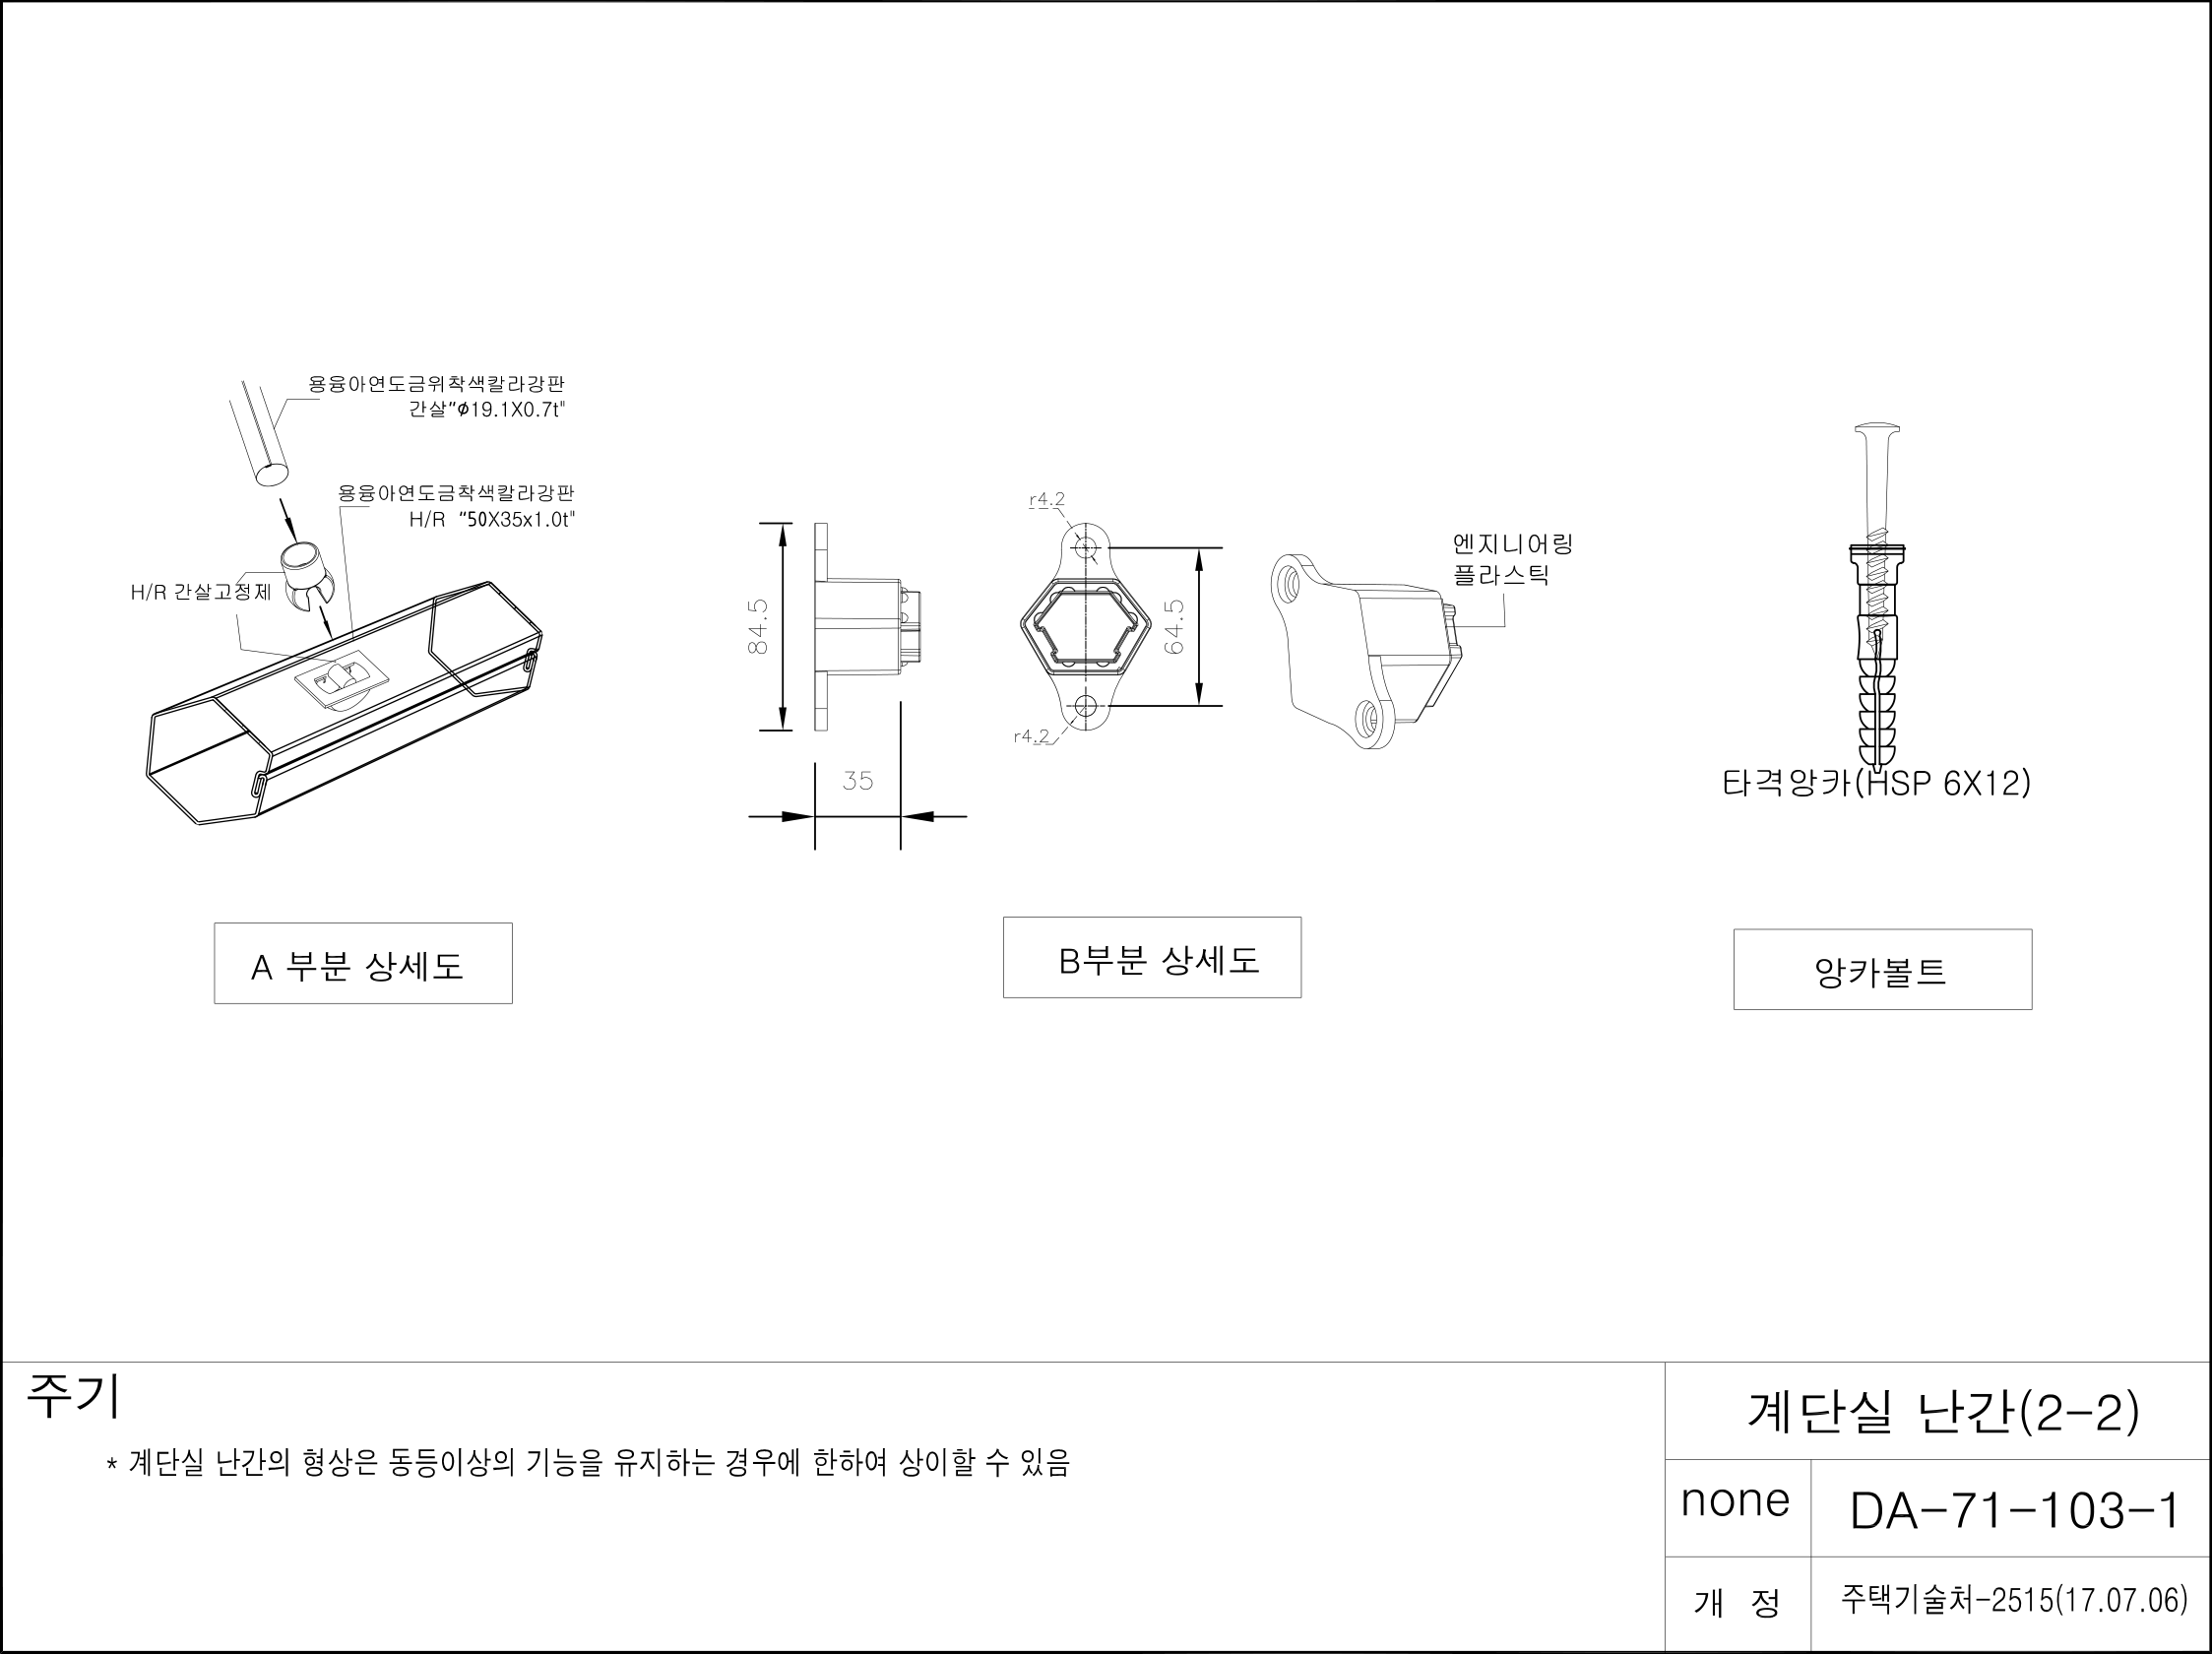 용융아연도금위착색칼라강판
간살"φ19.1X0.7t"
용융아연도금착색칼라강판
H/R "50X35x1.0t"
H/R 간살고정제
A 부분 상세도
84.5
35
r4.2
64.5
r4.2
엔지니어링
플라스틱
B부분 상세도
타격앙카(HSP 6X12)
앙카볼트
주기
* 계단실 난간의 형상은 동등이상의 기능을 유지하는 경우에 한하여 상이할 수 있음
계단실 난간(2-2)
none DA-71-103-1
개 정 주택기술처-2515(17.07.06)